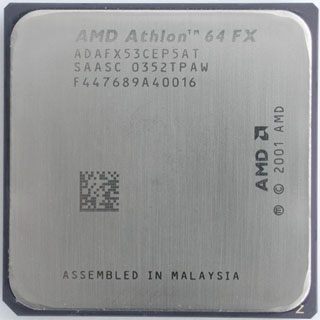 AMD Athlon™ 64 FX
ADAFX53CEP5AT
SAASC 0352TPAW
F447689A40016
AMD
© 2001 AMD
ASSEMBLED IN MALAYSIA
2